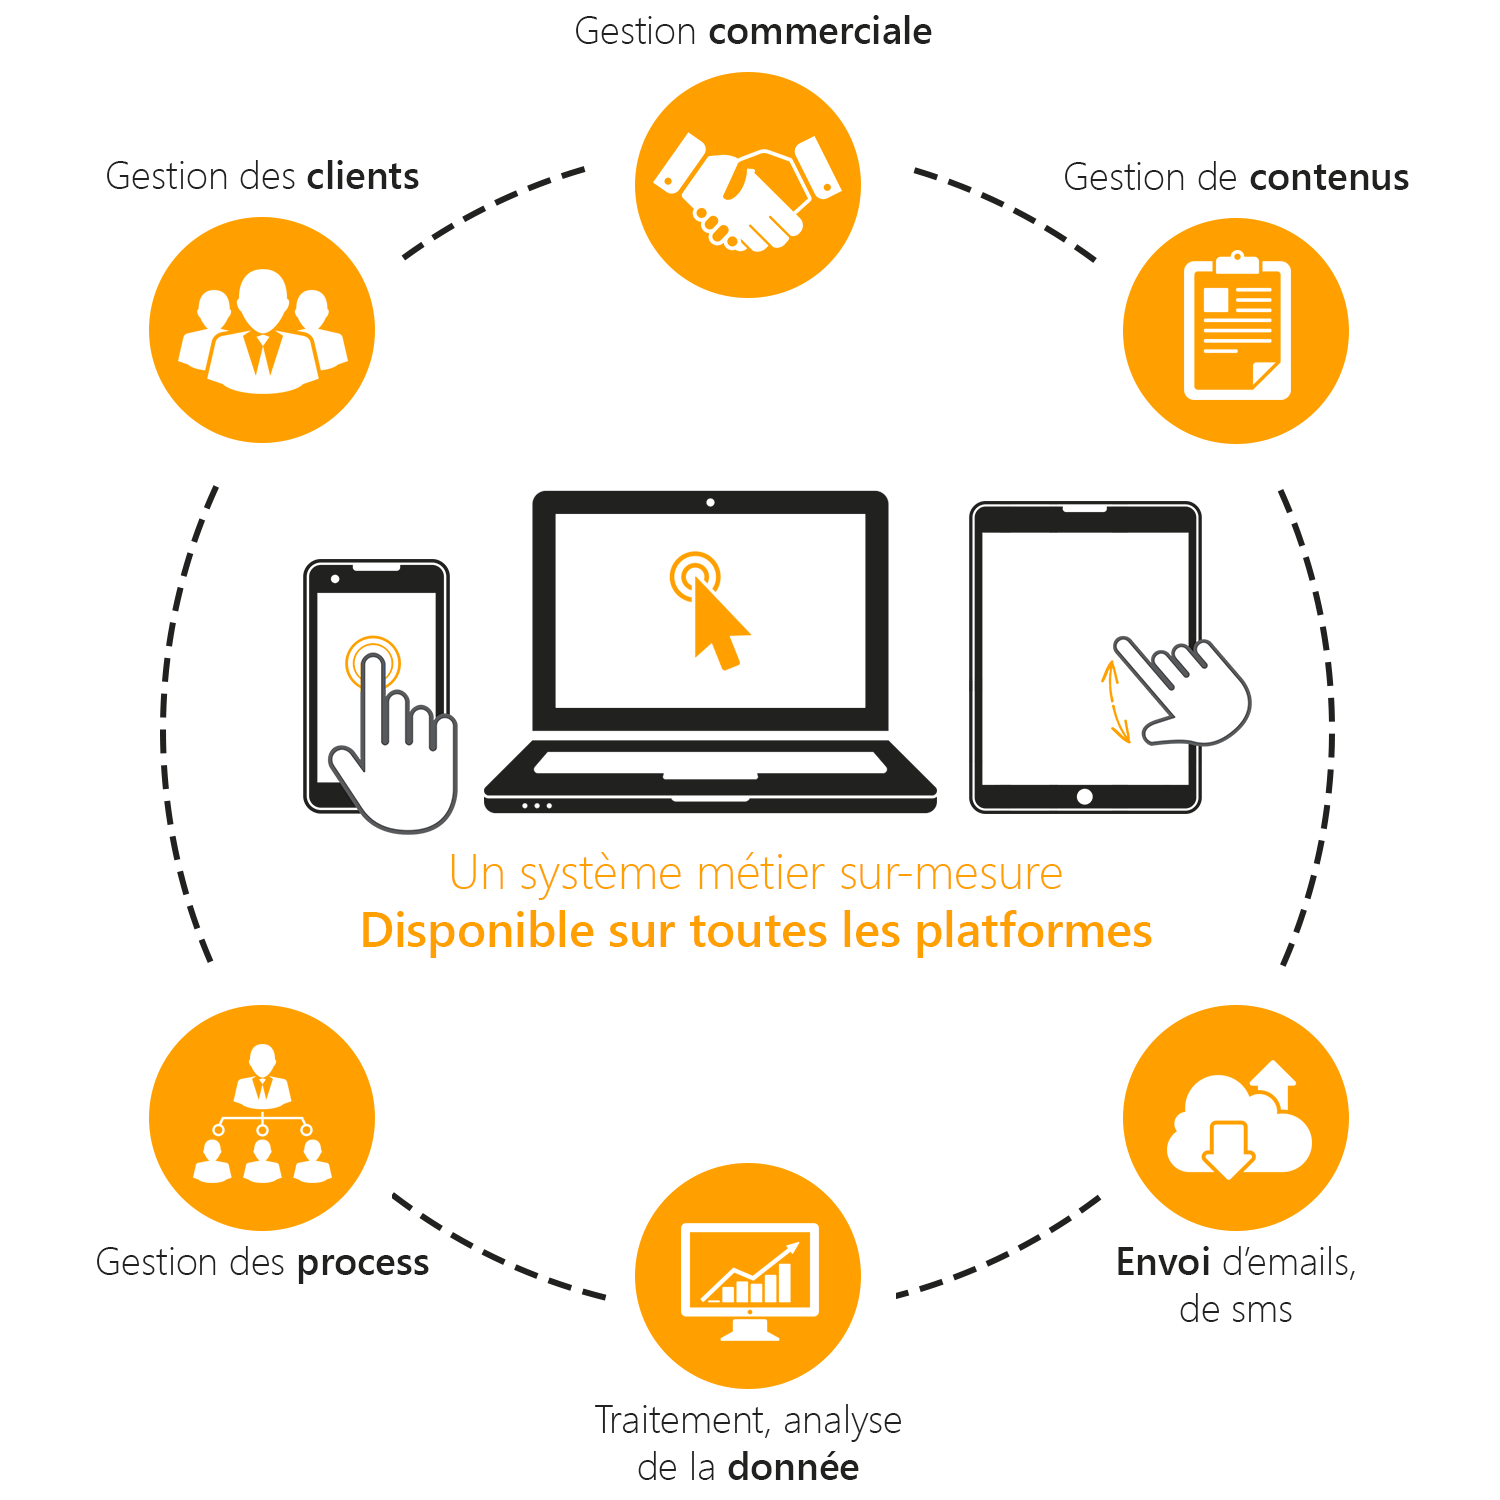 Gestion commerciale
Gestion des clients
Gestion de contenus
Un système métier sur-mesure
Disponible sur toutes les platformes
Gestion des process
Envoi d’emails,
de sms
Traitement, analyse
de la donnée